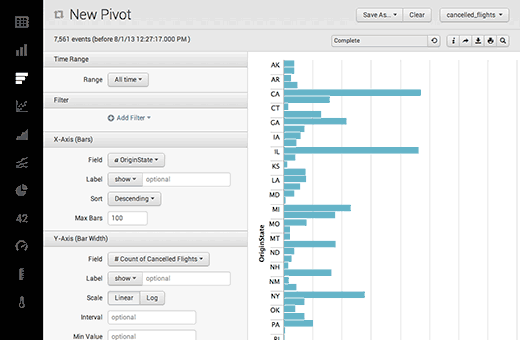 New Pivot
Save As...
Clear
cancelled_flights
7,561 events (before 8/1/13 12:27:17.000 PM )
Complete
Time Range
Range All time
Filter
Add Filter
X-Axis (Bars)
Field a OriginState
Label show optional
Sort Descending
Max Bars 100
Y-Axis (Bar Width)
Field # Count of Cancelled Flights
Label show optional
Scale Linear Log
Interval optional
Min Value optional
42
OriginState
AK
AR
CA
CT
GA
IA
IL
KS
LA
MD
MI
MO
MT
ND
NH
NM
NY
OK
PA
RI